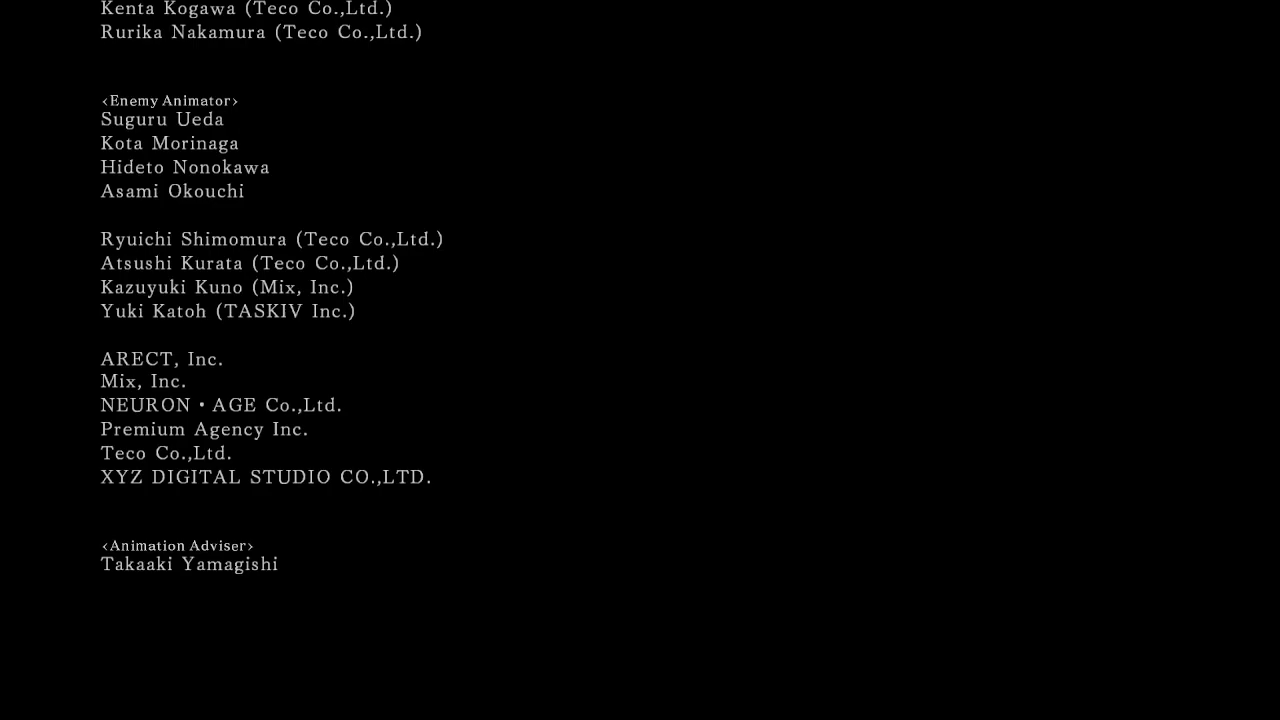 Kenta Kogawa (Teco Co.,Ltd.)
Rurika Nakamura (Teco Co.,Ltd.)
<Enemy Animator>
Suguru Ueda
Kota Morinaga
Hideto Nonokawa
Asami Okouchi
Ryuichi Shimomura (Teco Co.,Ltd.)
Atsushi Kurata (Teco Co.,Ltd.)
Kazuyuki Kuno (Mix, Inc.)
Yuki Katoh (TASKIV Inc.)
ARECT, Inc.
Mix, Inc.
NEURON・AGE Co.,Ltd.
Premium Agency Inc.
Teco Co.,Ltd.
XYZ DIGITAL STUDIO CO.,LTD.
<Animation Adviser>
Takaaki Yamagishi